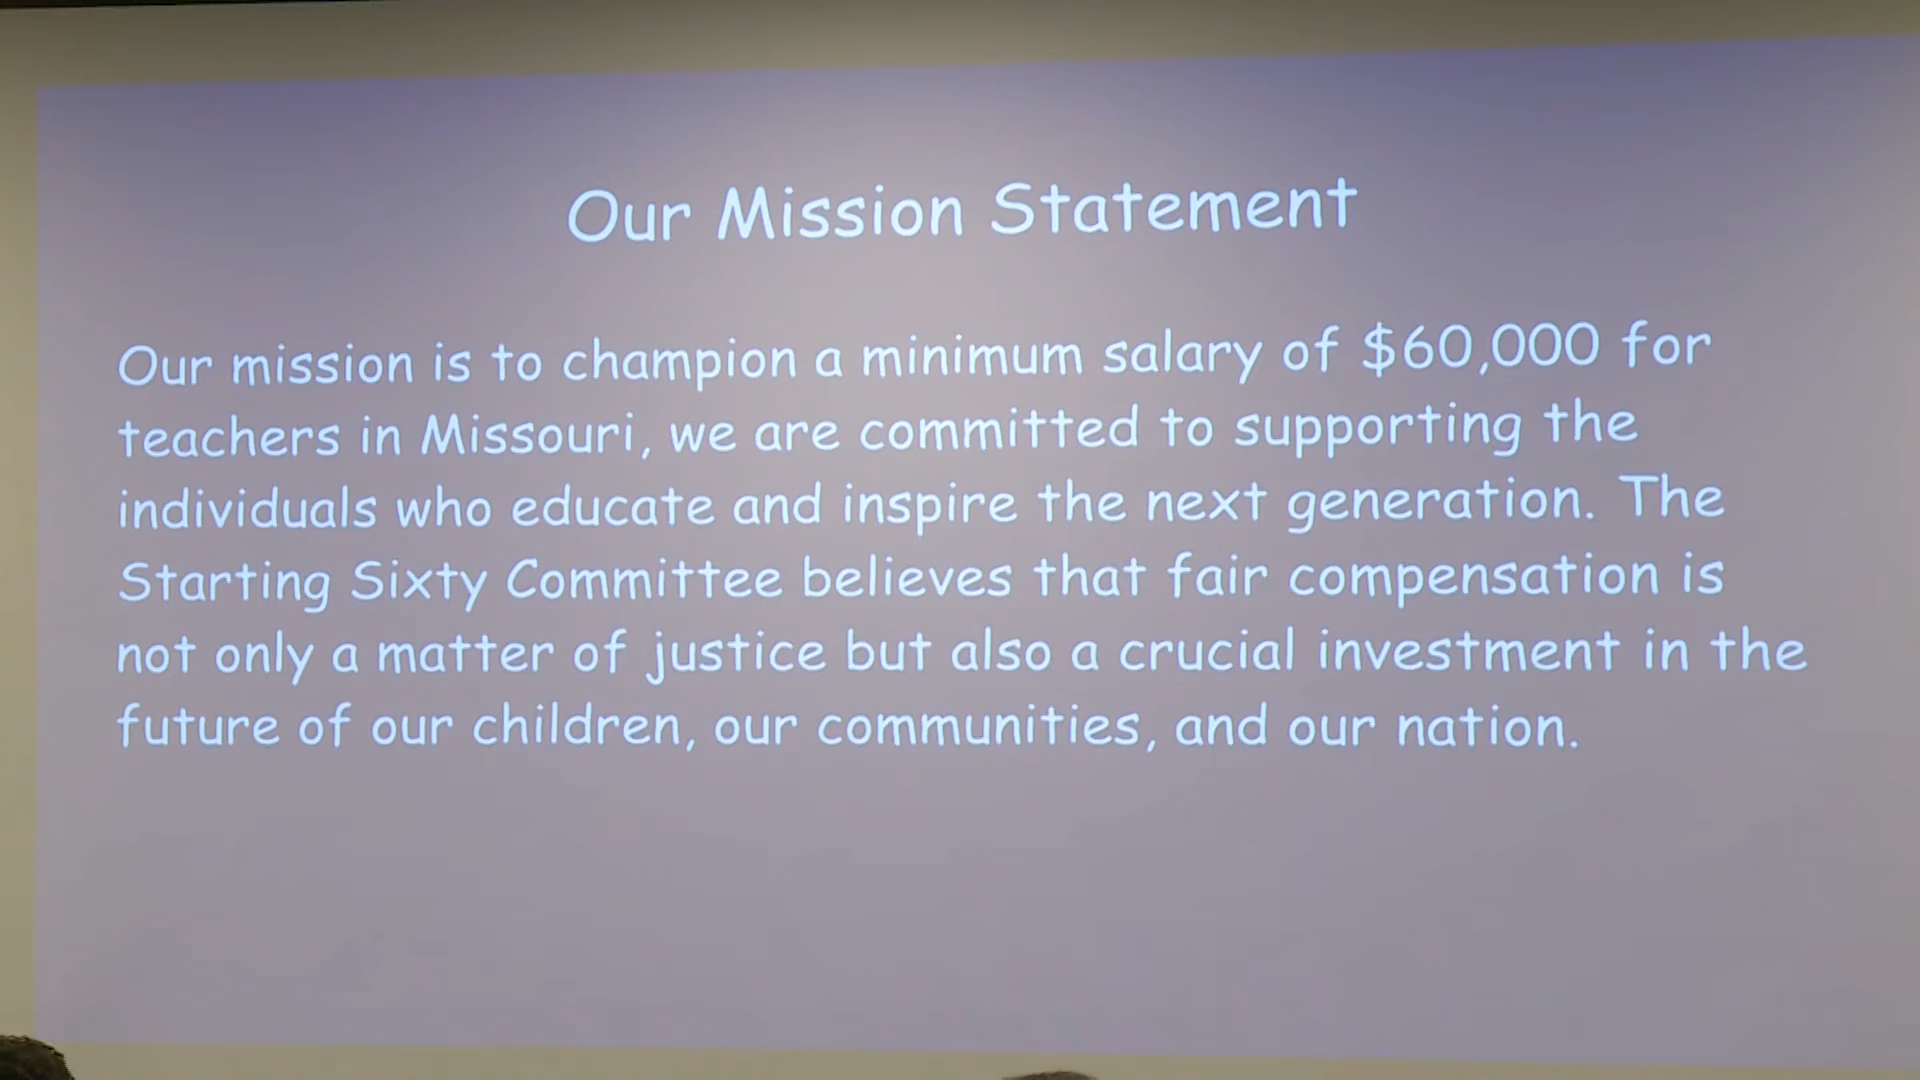 Our Mission Statement
Our mission is to champion a minimum salary of $60,000 for
teachers in Missouri, we are committed to supporting the
individuals who educate and inspire the next generation. The
Starting Sixty Committee believes that fair compensation is
not only a matter of justice but also a crucial investment in the
future of our children, our communities, and our nation.